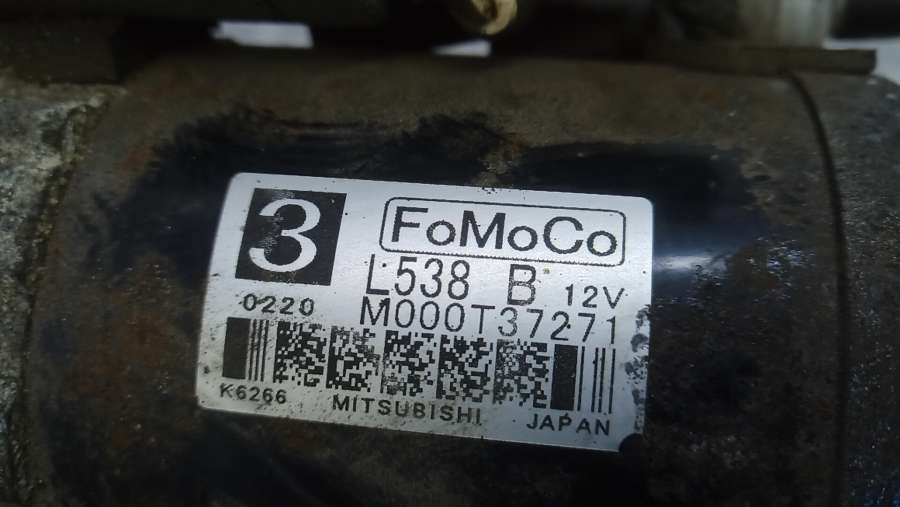 3
FoMoCo
L538 B 12V
0220
M000T37271
K6266
MITSUBISHI
JAPAN